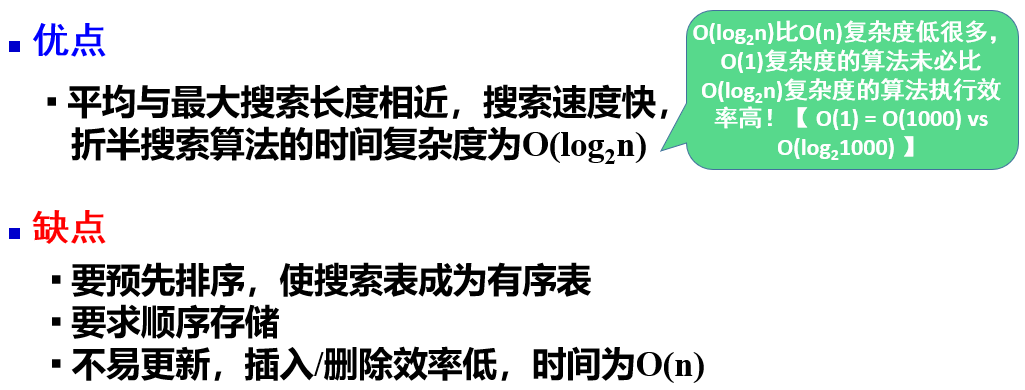 优点
平均与最大搜索长度相近，搜索速度快，
折半搜索算法的时间复杂度为O(log₂n)
O(log₂n)比O(n)复杂度低很多，
O(1)复杂度的算法未必比
O(log₂n)复杂度的算法执行效
率高！【 O(1) = O(1000) vs
O(log₂1000) 】
缺点
要预先排序，使搜索表成为有序表
要求顺序存储
不易更新，插入/删除效率低，时间为O(n)